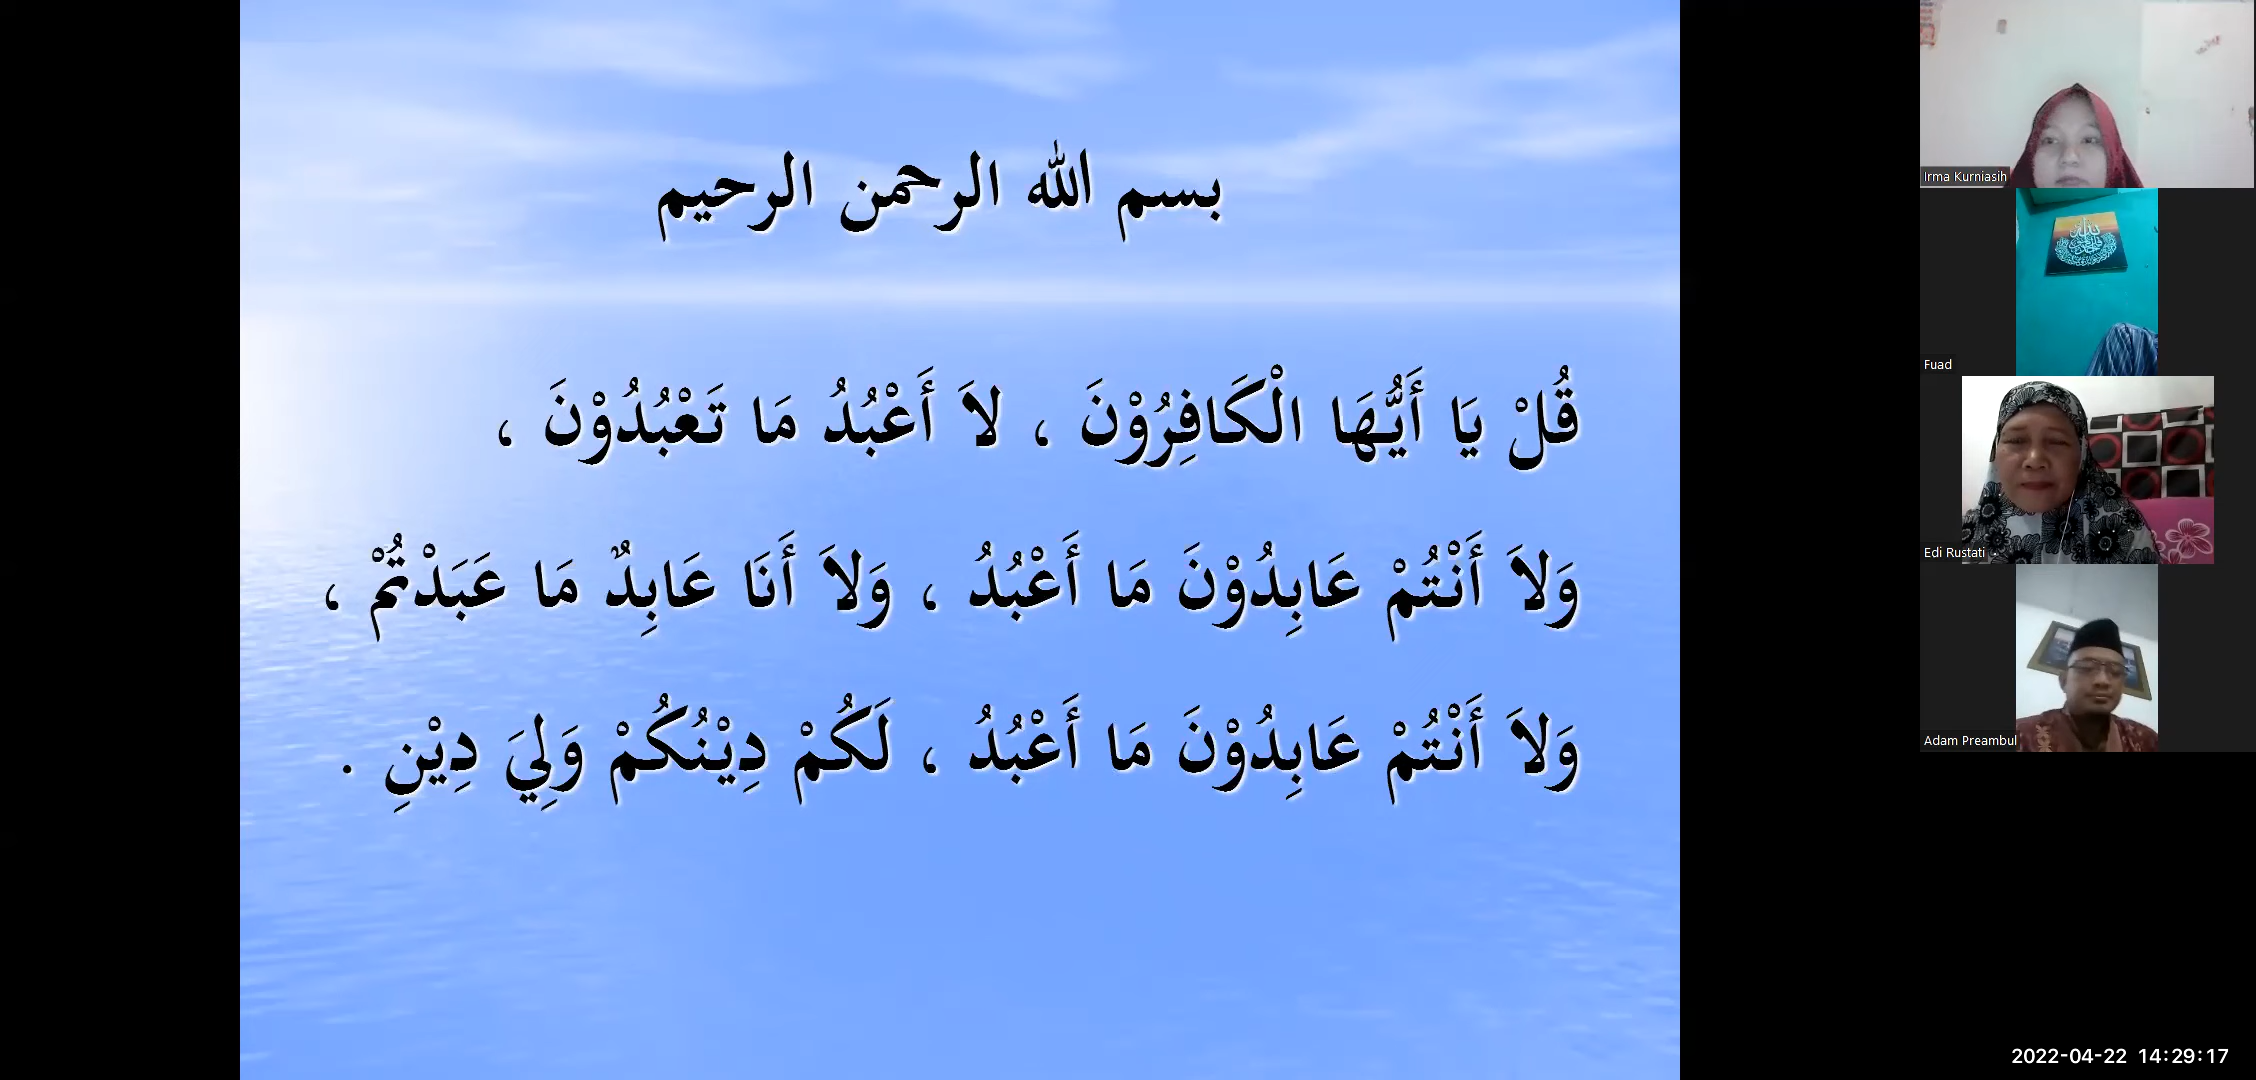 بسم الله الرحمن الرحيم
قُلْ يَا أَيُّهَا الْكَافِرُوْنَ ، لاَ أَعْبُدُ مَا تَعْبُدُوْنَ ،
وَلاَ أَنْتُمْ عَابِدُوْنَ مَا أَعْبُدُ ، وَلاَ أَنَا عَابِدٌ مَا عَبَدْتُمْ ،
وَلاَ أَنْتُمْ عَابِدُوْنَ مَا أَعْبُدُ ، لَكُمْ دِيْنُكُمْ وَلِيَ دِيْنِ .
Irma Kurniasih
Fuad
Edi Rustati
Adam Preambul
2022-04-22 14:29:17